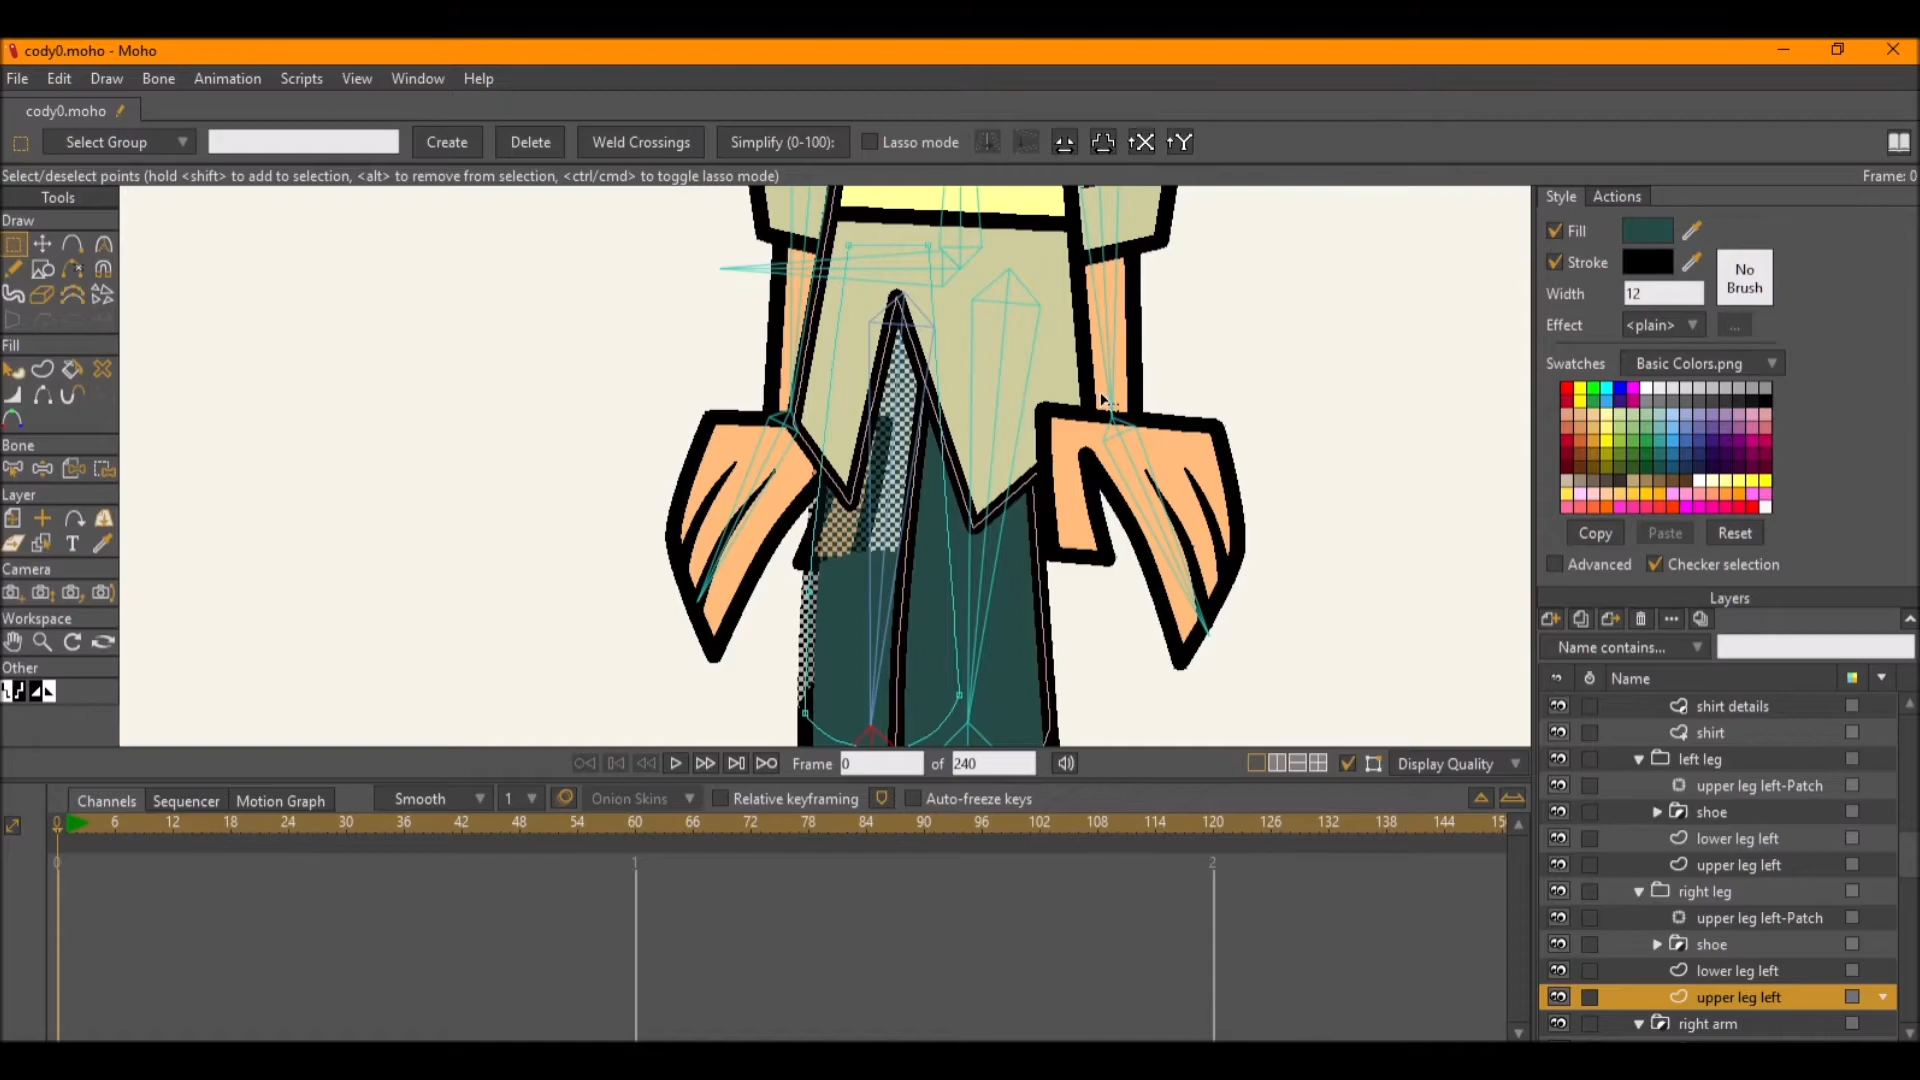 cody0.moho - Moho
File Edit Draw Bone Animation Scripts View Window Help
cody0.moho
Select Group Create Delete Weld Crossings Simplify (0-100): Lasso mode X Y
Select/deselect points (hold <shift> to add to selection, <alt> to remove from selection, <ctrl/cmd> to toggle lasso mode) Frame: 0
Tools
Draw
Fill
Bone
Layer
T
Camera
Workspace
Other
Style Actions
Fill
Stroke
No
Brush
Width 12
Effect <plain> ...
Swatches Basic Colors.png
Copy Paste Reset
Advanced Checker selection
Layers
Name contains...
Name
shirt details
shirt
left leg
upper leg left-Patch
shoe
lower leg left
upper leg left
right leg
upper leg left-Patch
shoe
lower leg left
upper leg left
right arm
Frame 0 of 240 Display Quality
Channels Sequencer Motion Graph Smooth 1 Onion Skins Relative keyframing Auto-freeze keys
0 6 12 18 24 30 36 42 48 54 60 66 72 78 84 90 96 102 108 114 120 126 132 138 144 15
0 1 2